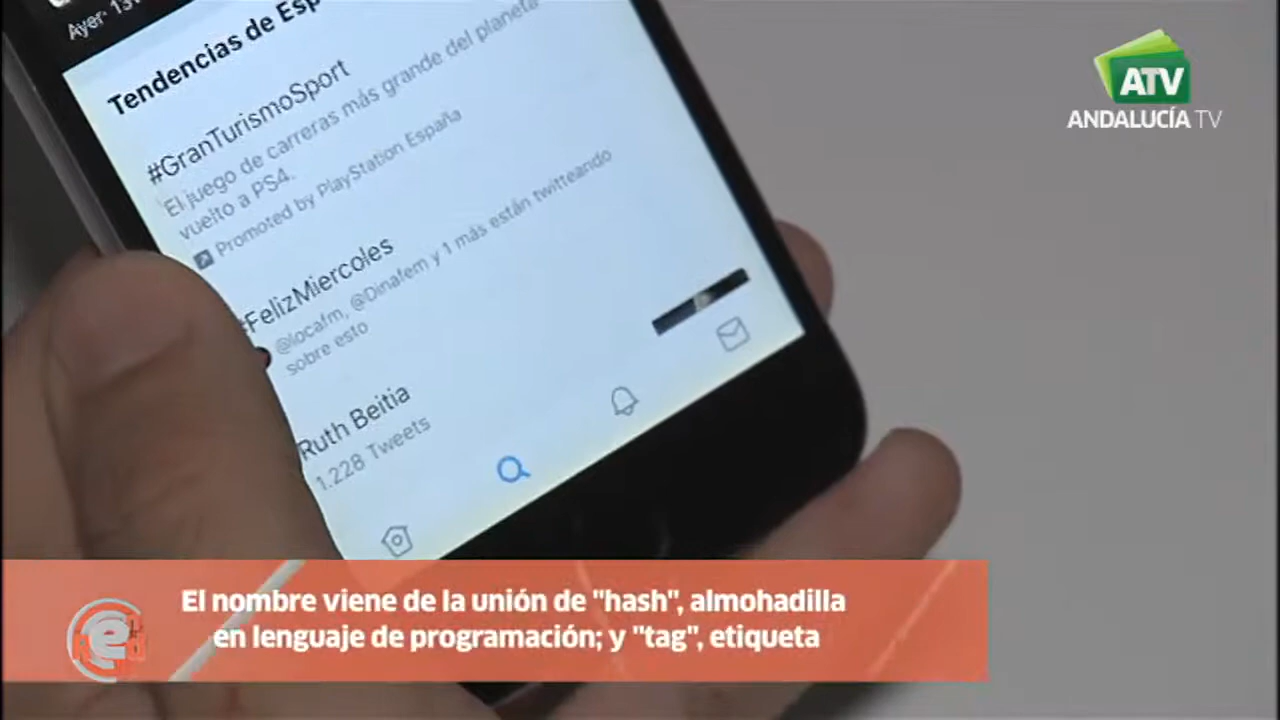 Ayer
Tendencias de Esp
#GranTurismoSport
El juego de carreras más grande del planeta
vuelto a PS4.
Promoted by PlayStation España
#FelizMiercoles
@locafm, @Dinafem y 1 más están twitteando
sobre esto
Ruth Beitia
1.228 Tweets
ATV
ANDALUCÍA TV
El nombre viene de la unión de "hash", almohadilla
en lenguaje de programación; y "tag", etiqueta